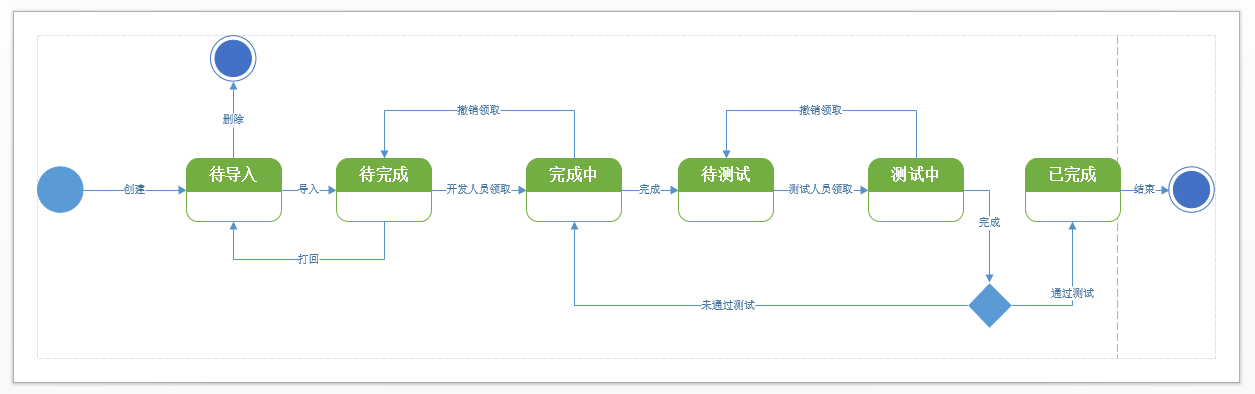 删除
撤销领取
撤销领取
待导入
待完成
完成中
待测试
测试中
已完成
创建
导入
开发人员领取
完成
测试人员领取
结束
完成
打回
通过测试
未通过测试